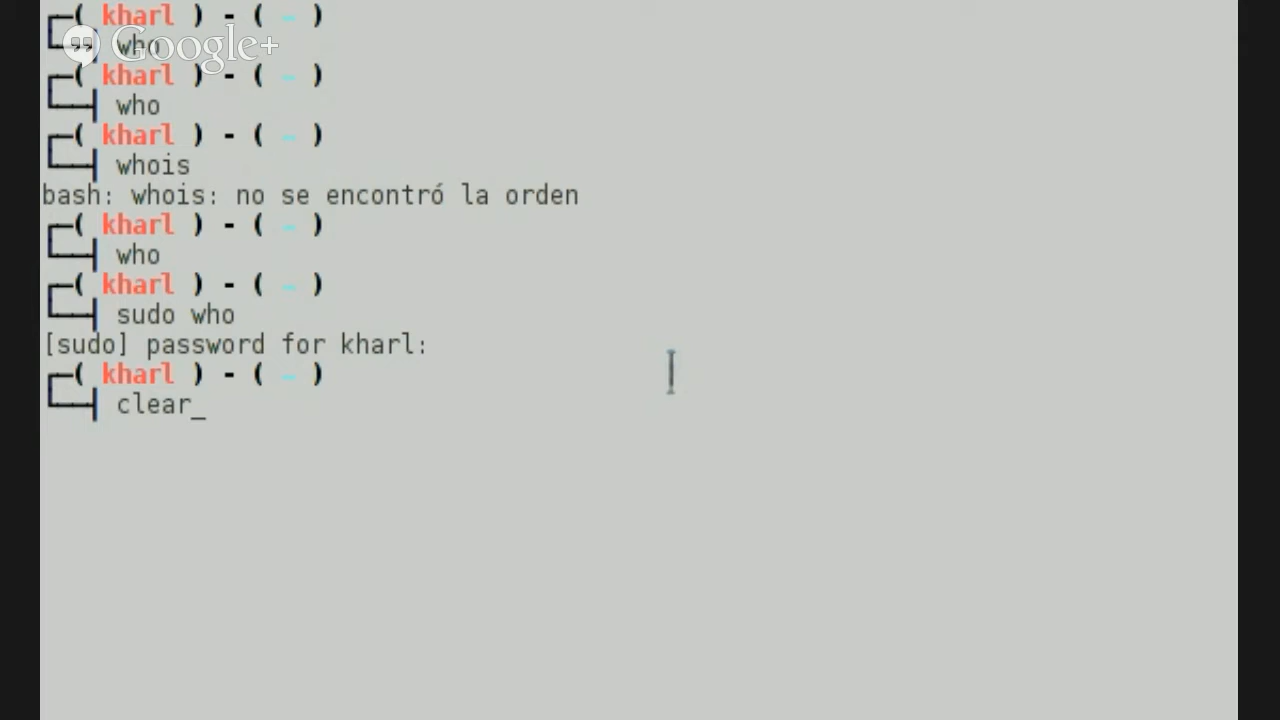 ( kharl ) - ( ~ )
Google+
who
( kharl ) - ( ~ )
who
( kharl ) - ( ~ )
whois
bash: whois: no se encontró la orden
( kharl ) - ( ~ )
who
( kharl ) - ( ~ )
sudo who
[sudo] password for kharl:
( kharl ) - ( ~ )
clear_